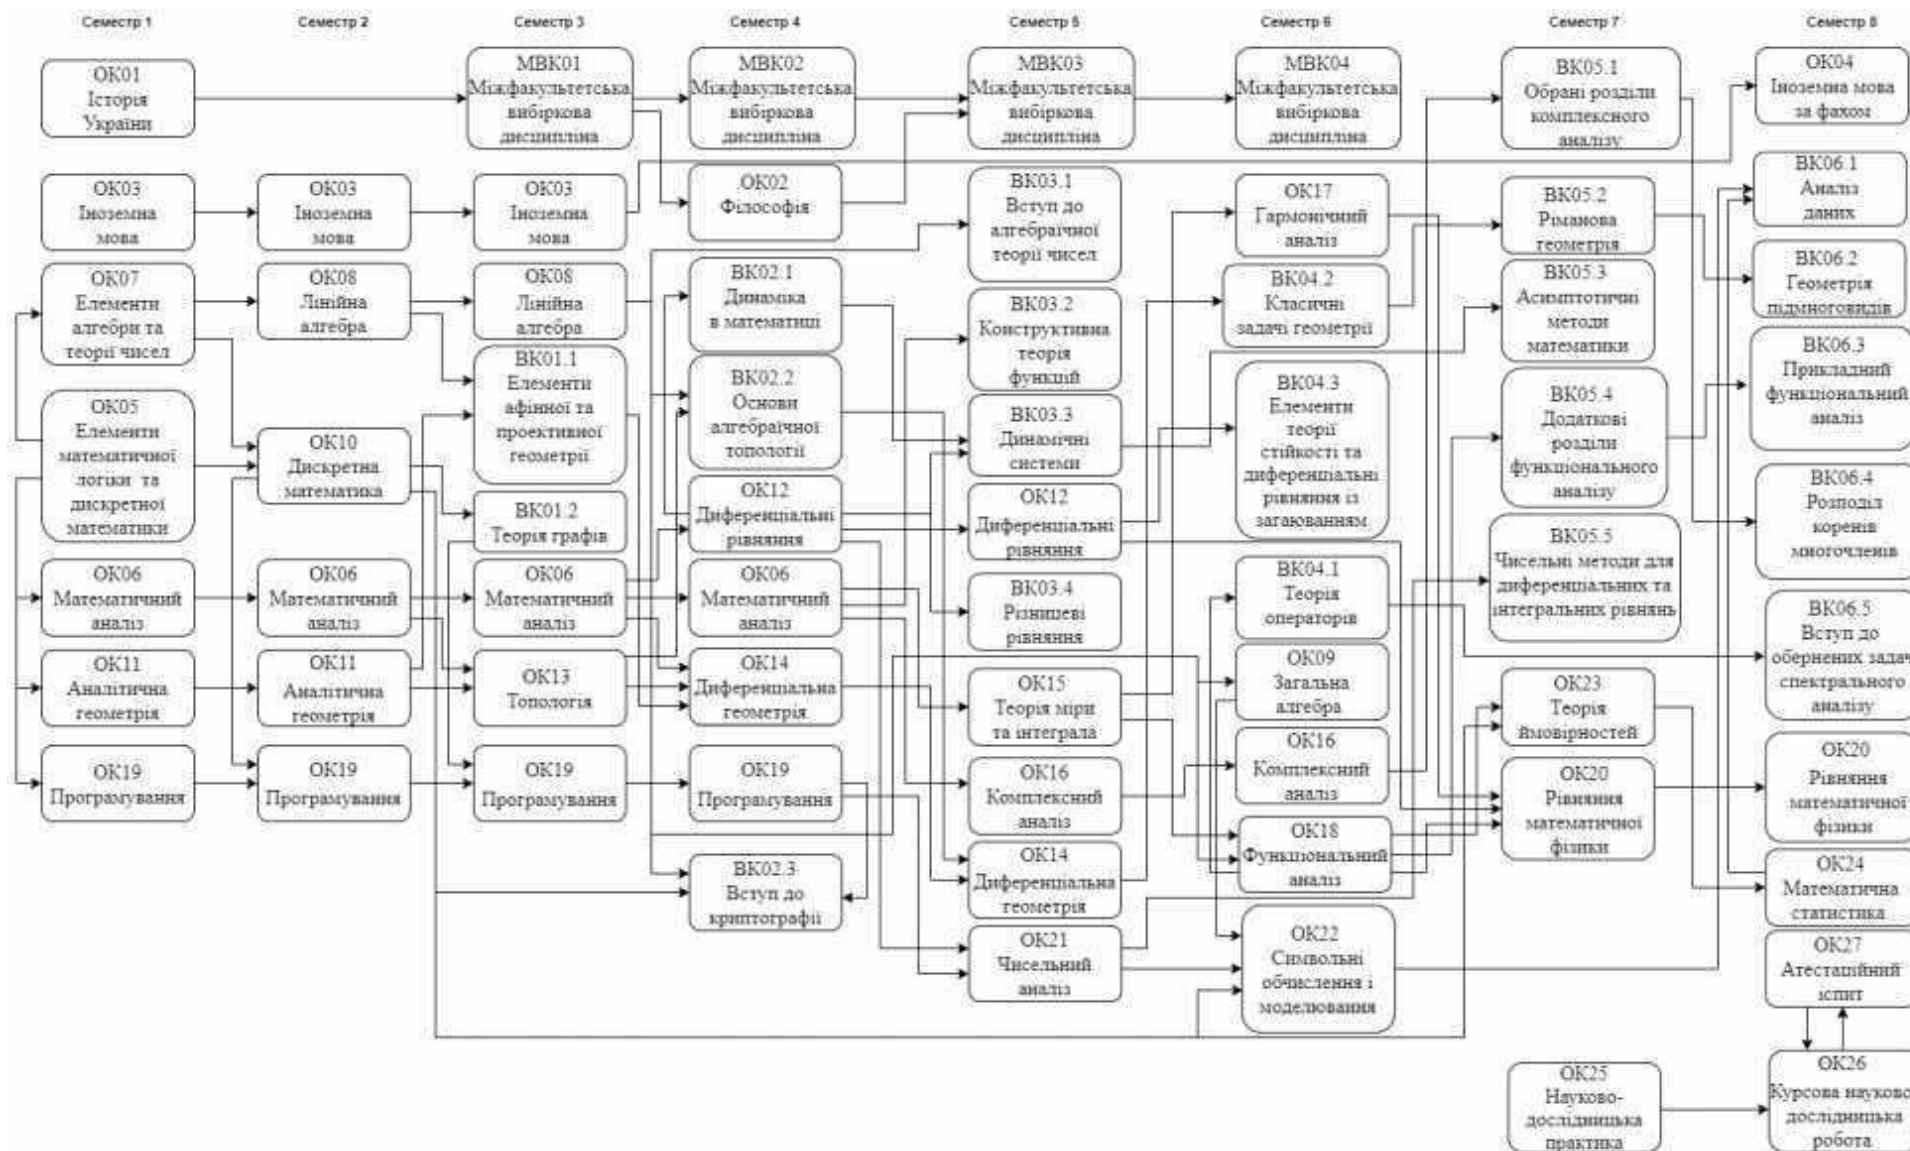 Семестр 1
Семестр 2
Семестр 3
Семестр 4
Семестр 5
Семестр 6
Семестр 7
Семестр 8
ОК01
Історія
України
ОК03
Іноземна
мова
ОК07
Елементи
алгебри та
теорії чисел
ОК05
Елементи
математичної
логіки та
дискретної
математики
ОК06
Математичний
аналіз
ОК11
Аналітична
геометрія
ОК19
Програмування
ОК03
Іноземна
мова
ОК08
Лінійна
алгебра
ОК10
Дискретна
математика
ОК06
Математичний
аналіз
ОК11
Аналітична
геометрія
ОК19
Програмування
МВК01
Міжфакультетська
вибіркова
дисципліна
ОК03
Іноземна
мова
ОК08
Лінійна
алгебра
ВК01.1
Елементи
афінної та
проективної
геометрії
ВК01.2
Теорія графів
ОК06
Математичний
аналіз
ОК13
Топологія
ОК19
Програмування
МВК02
Міжфакультетська
вибіркова
дисципліна
ОК02
Філософія
ВК02.1
Динаміка
в математиці
ВК02.2
Основи
алгебраїчної
топології
ОК12
Диференціальні
рівняння
ОК06
Математичний
аналіз
ОК14
Диференціальна
геометрія
ОК19
Програмування
ВК02.3
Вступ до
криптографії
МВК03
Міжфакультетська
вибіркова
дисципліна
ВК03.1
Вступ до
алгебраїчної
теорії чисел
ВК03.2
Конструктивна
теорія
функцій
ВК03.3
Динамічні
системи
ОК12
Диференціальні
рівняння
ВК03.4
Різницеві
рівняння
ОК15
Теорія міри
та інтеграла
ОК16
Комплексний
аналіз
ОК14
Диференціальна
геометрія
ОК21
Чисельний
аналіз
МВК04
Міжфакультетська
вибіркова
дисципліна
ОК17
Гармонічний
аналіз
ВК04.2
Класичні
задачі геометрії
ВК04.3
Елементи
теорії
стійкості та
диференціальні
рівняння із
загаюванням
ВК04.1
Теорія
операторів
ОК09
Загальна
алгебра
ОК16
Комплексний
аналіз
ОК18
Функціональний
аналіз
ОК22
Символьні
обчислення і
моделювання
ВК05.1
Обрані розділи
комплексного
аналізу
ВК05.2
Ріманова
геометрія
ВК05.3
Асимптотичні
методи
математики
ВК05.4
Додаткові
розділи
функціонального
аналізу
ВК05.5
Чисельні методи для
диференціальних та
інтегральних рівнянь
ОК23
Теорія
ймовірностей
ОК20
Рівняння
математичної
фізики
ОК25
Науково-
дослідницька
практика
ОК04
Іноземна мова
за фахом
ВК06.1
Аналіз
даних
ВК06.2
Геометрія
підмноговидів
ВК06.3
Прикладний
функціональний
аналіз
ВК06.4
Розподіл
коренів
многочленів
ВК06.5
Вступ до
обернених задач
спектрального
аналізу
ОК20
Рівняння
математичної
фізики
ОК24
Математична
статистика
ОК27
Атестаційний
іспит
ОК26
Курсова науково
дослідницька
робота